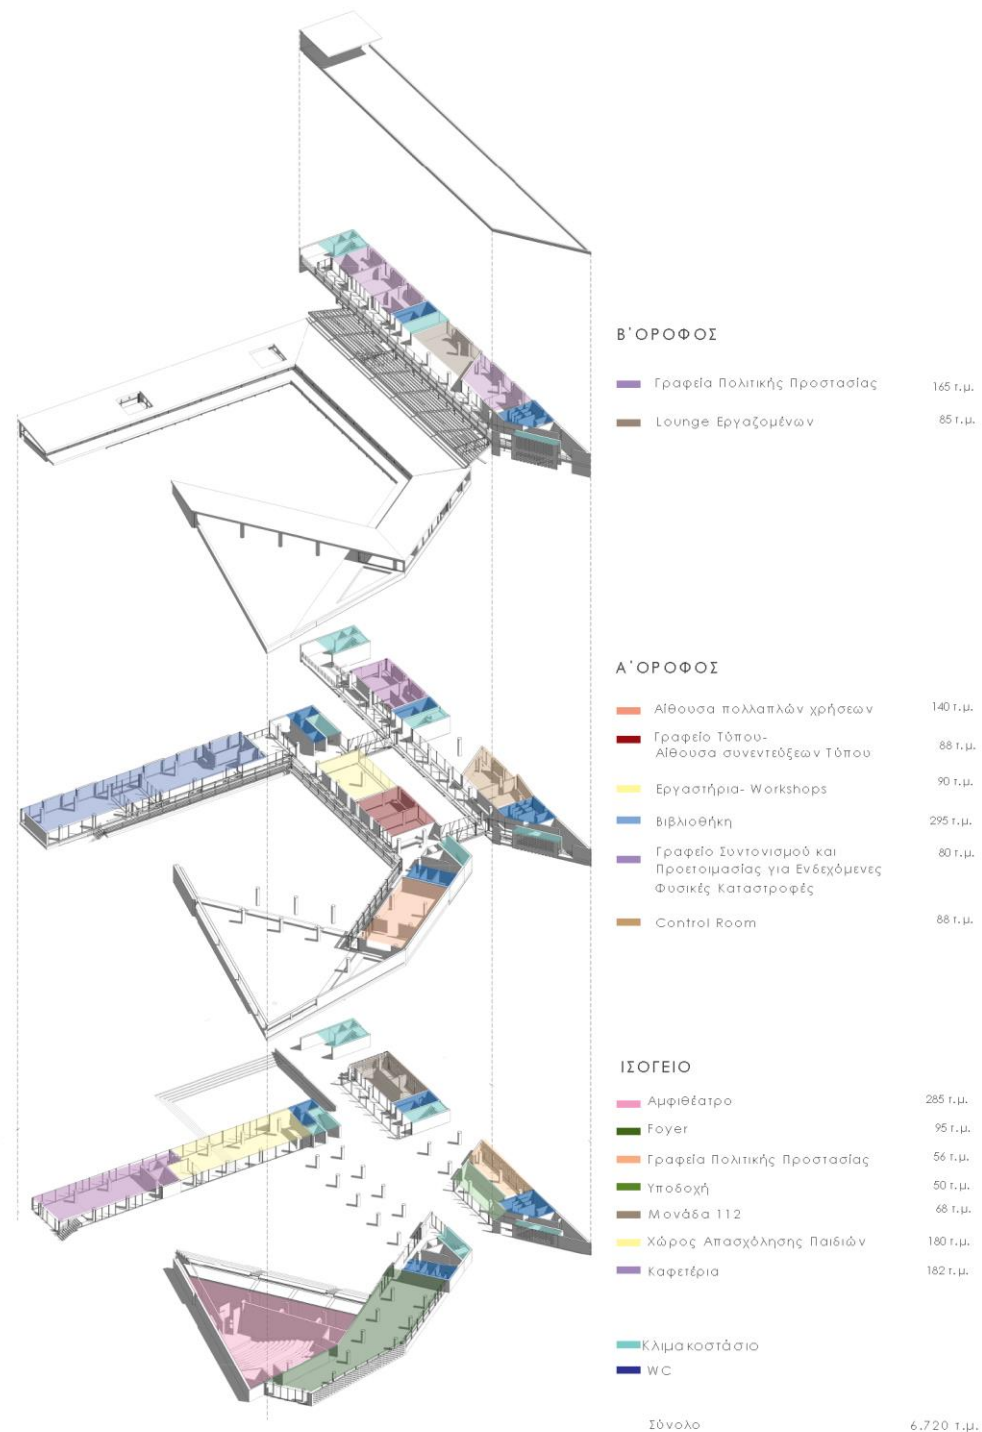 Β'ΟΡΟΦΟΣ
Γραφεία Πολιτικής Προστασίας 165 τ.μ.
Lounge Εργαζομένων 85 τ.μ.
Α'ΟΡΟΦΟΣ
Αίθουσα πολλαπλών χρήσεων 140 τ.μ.
Γραφείο Τύπου-
Αίθουσα συνεντεύξεων Τύπου 88 τ.μ.
Εργαστήρια- Workshops 90 τ.μ.
Βιβλιοθήκη 295 τ.μ.
Γραφείο Συντονισμού και 80 τ.μ.
Προετοιμασίας για Ενδεχόμενες
Φυσικές Καταστροφές
Control Room 88 τ.μ.
ΙΣΟΓΕΙΟ
Αμφιθέατρο 285 τ.μ.
Foyer 95 τ.μ.
Γραφεία Πολιτικής Προστασίας 56 τ.μ.
Υποδοχή 50 τ.μ.
Μονάδα 112 68 τ.μ.
Χώρος Απασχόλησης Παιδιών 180 τ.μ.
Καφετέρια 182 τ.μ.
Κλιμακοστάσιο
WC
Σύνολο 6.720 τ.μ.